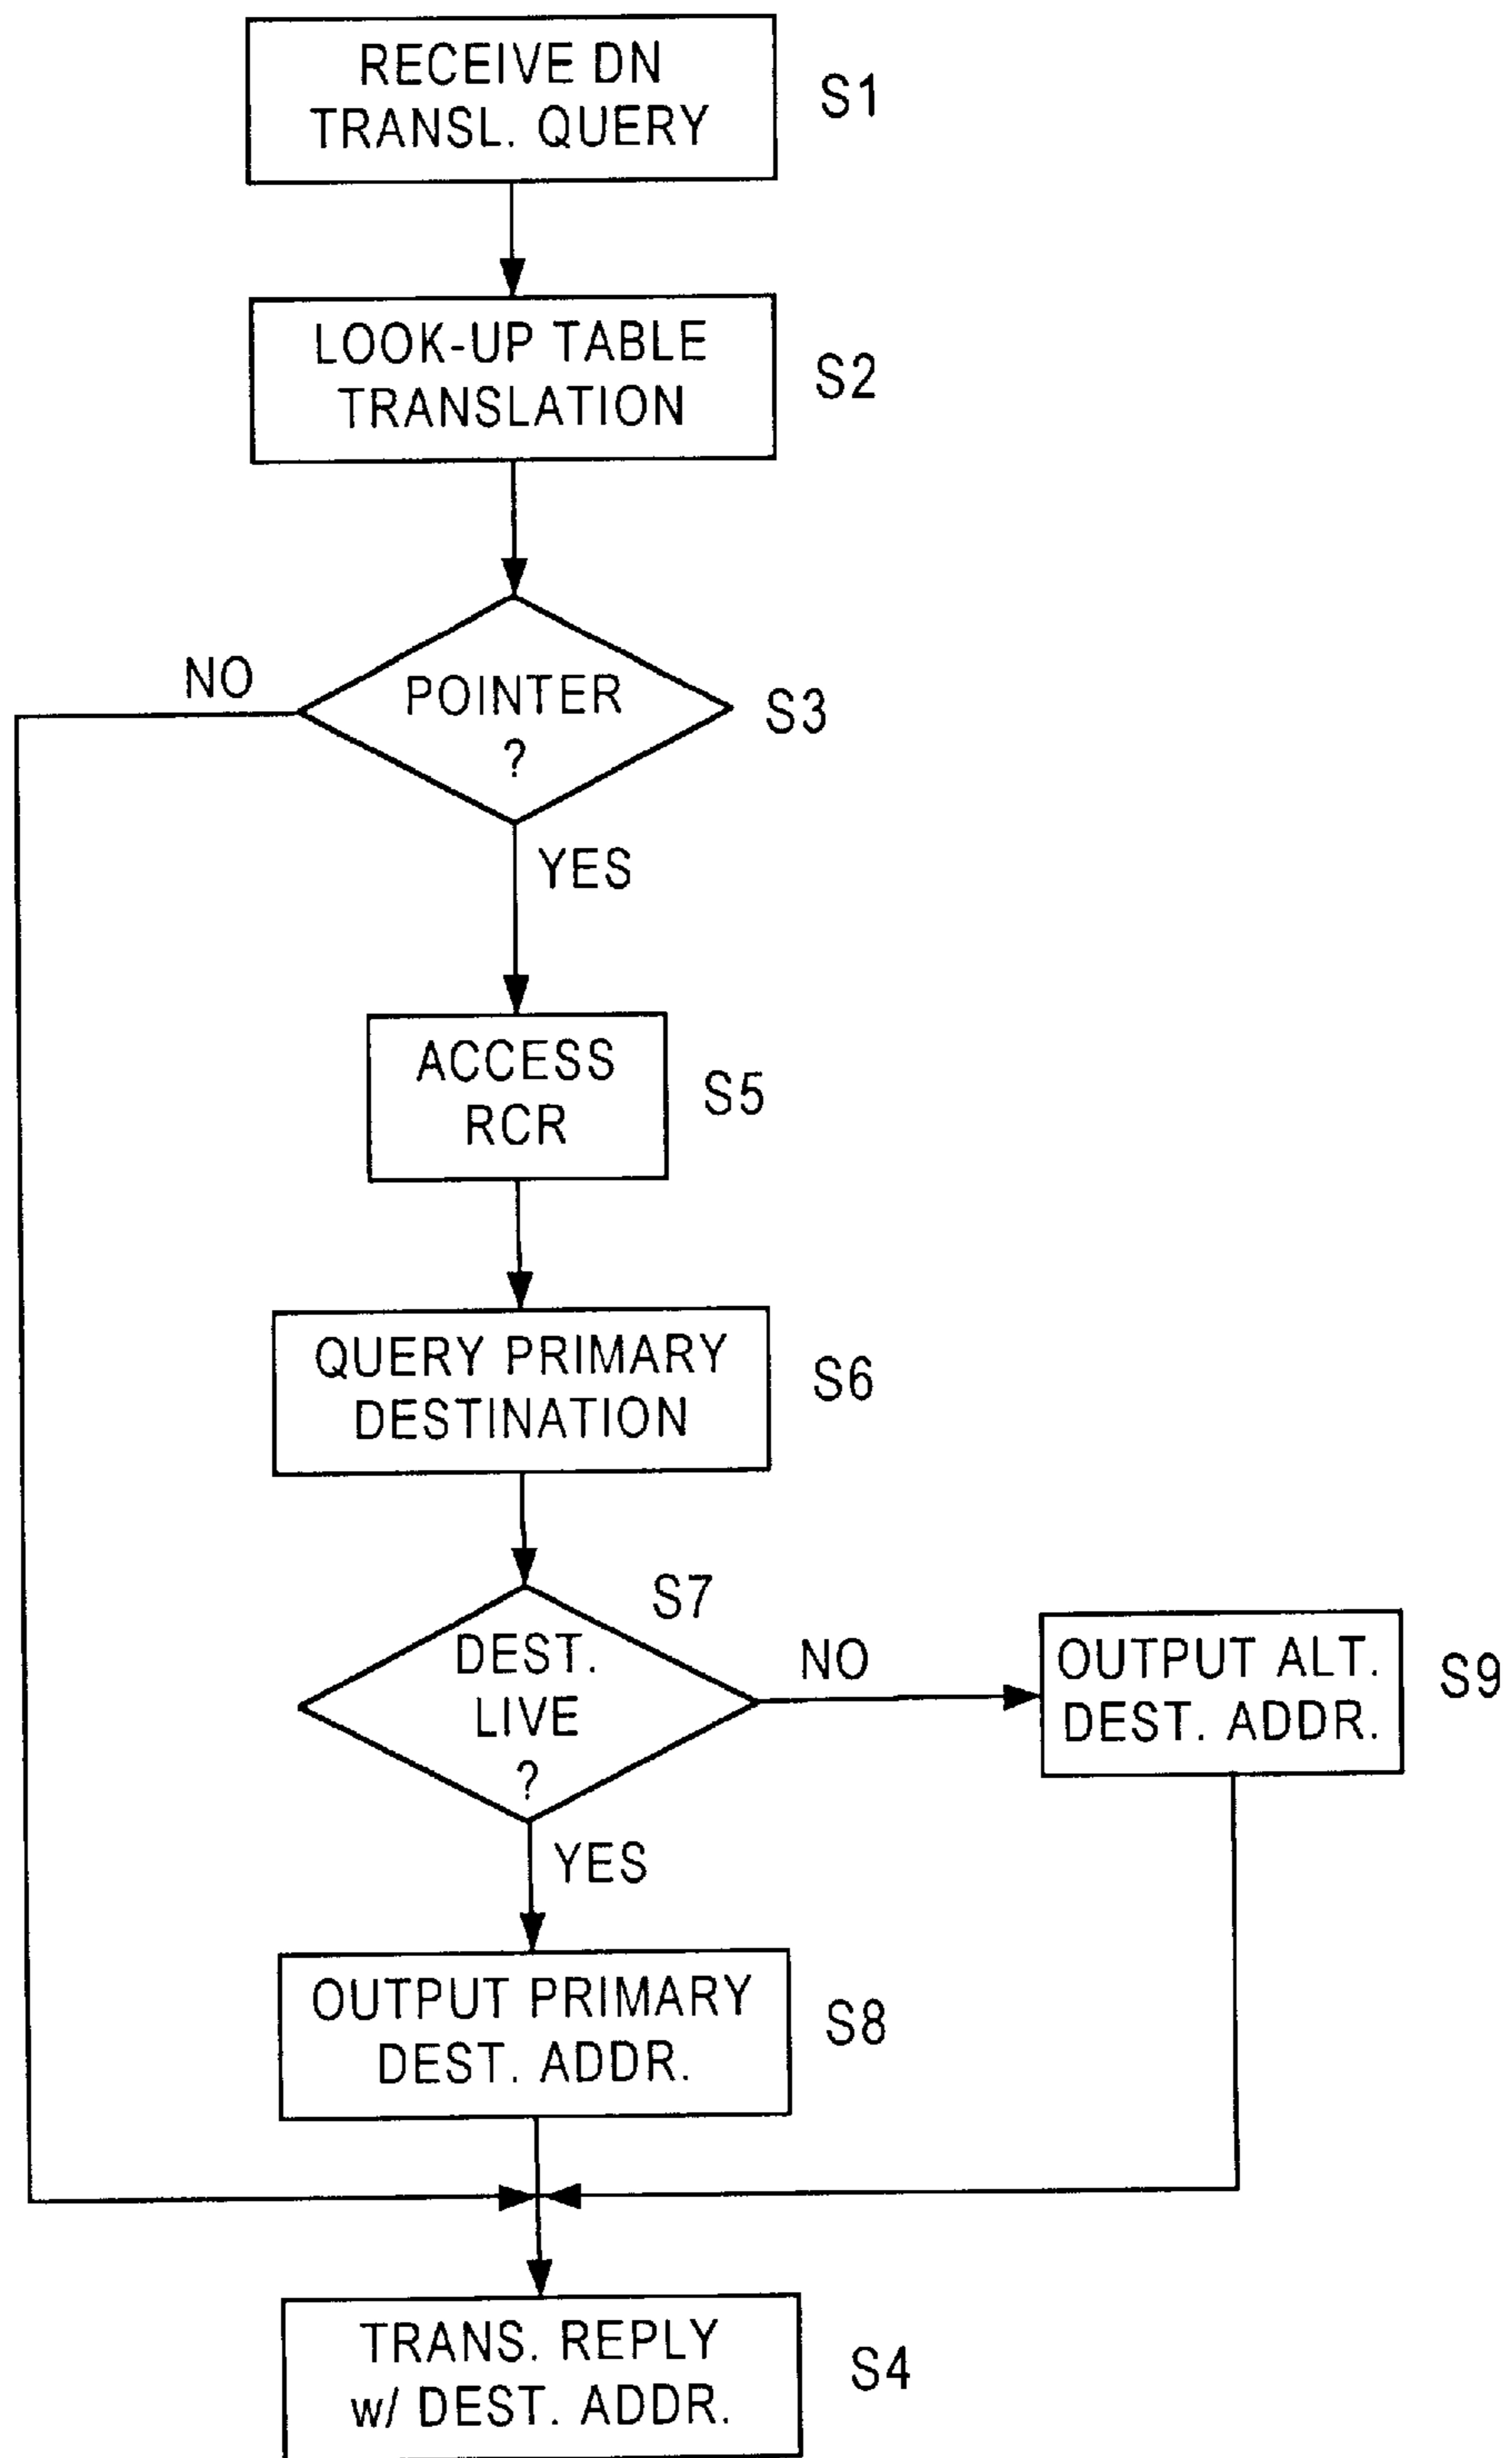 RECEIVE DN
TRANSL. QUERY
S1
LOOK-UP TABLE
TRANSLATION
S2
NO
POINTER
?
S3
YES
ACCESS
RCR
S5
QUERY PRIMARY
DESTINATION
S6
S7
DEST.
LIVE
?
NO
OUTPUT ALT.
DEST. ADDR.
S9
YES
OUTPUT PRIMARY
DEST. ADDR.
S8
TRANS. REPLY
w/ DEST. ADDR.
S4